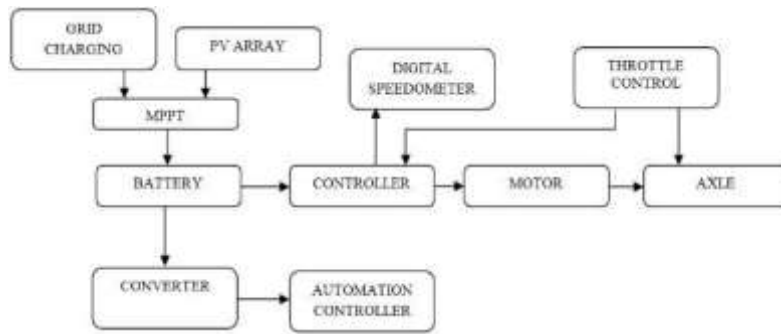 GRID
CHARGING
PV ARRAY
DIGITAL
SPEEDOMETER
THROTTLE
CONTROL
MPPT
BATTERY
CONTROLLER
MOTOR
AXLE
CONVERTER
AUTOMATION
CONTROLLER